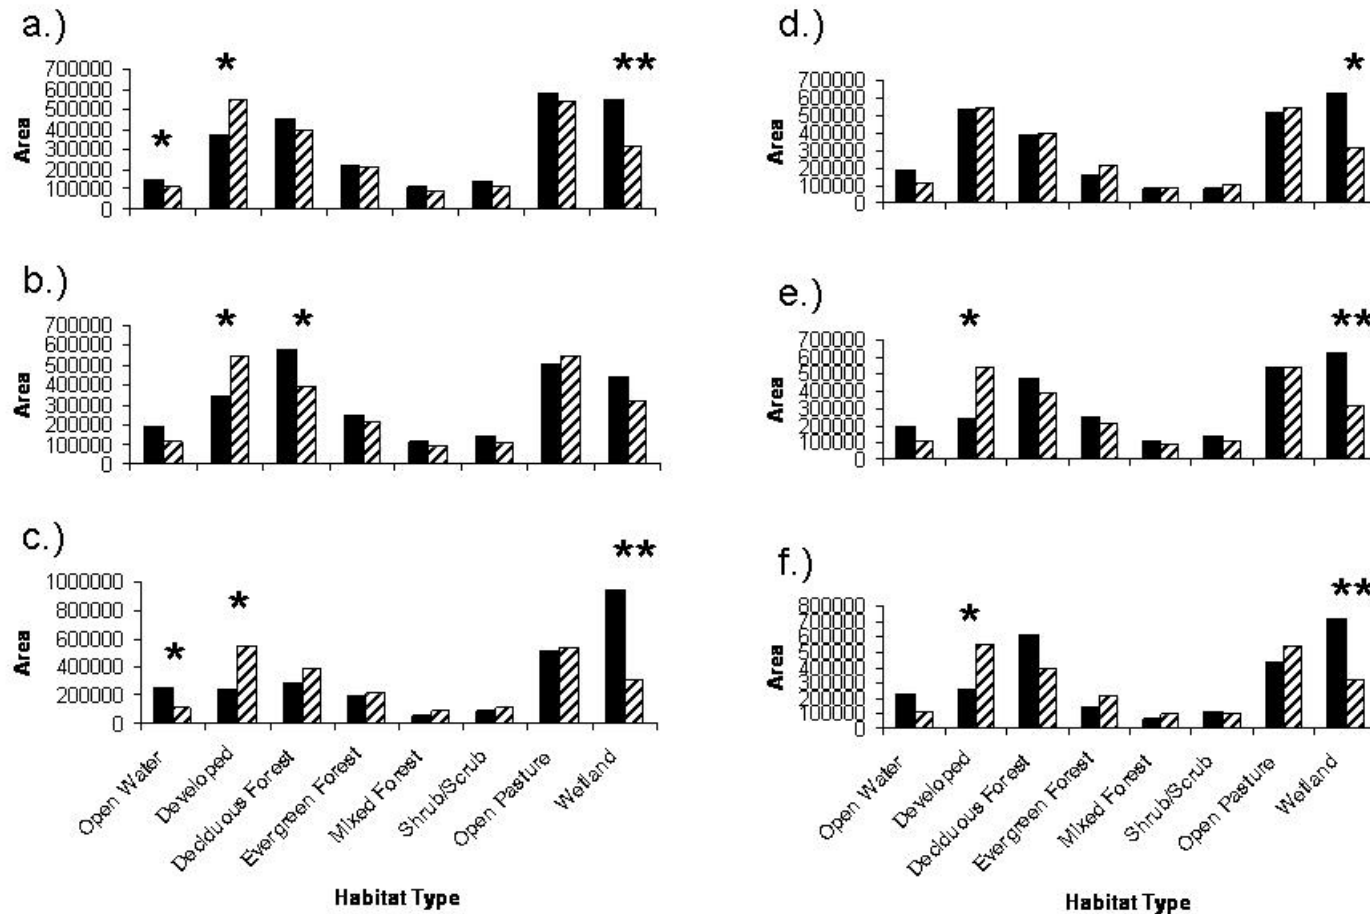 a.)
*
*
**
Area
700000
600000
500000
400000
300000
200000
100000
0
b.)
*
*
Area
700000
600000
500000
400000
300000
200000
100000
0
c.)
*
*
**
Area
1000000
800000
600000
400000
200000
0
Open Water
Developed
Deciduous Forest
Evergreen Forest
Mixed Forest
Shrub/Scrub
Open Pasture
Wetland
Habitat Type
d.)
*
Area
700000
600000
500000
400000
300000
200000
100000
0
e.)
*
**
Area
700000
600000
500000
400000
300000
200000
100000
0
f.)
*
**
Area
800000
700000
600000
500000
400000
300000
200000
100000
0
Open Water
Developed
Deciduous Forest
Evergreen Forest
Mixed Forest
Shrub/Scrub
Open Pasture
Wetland
Habitat Type